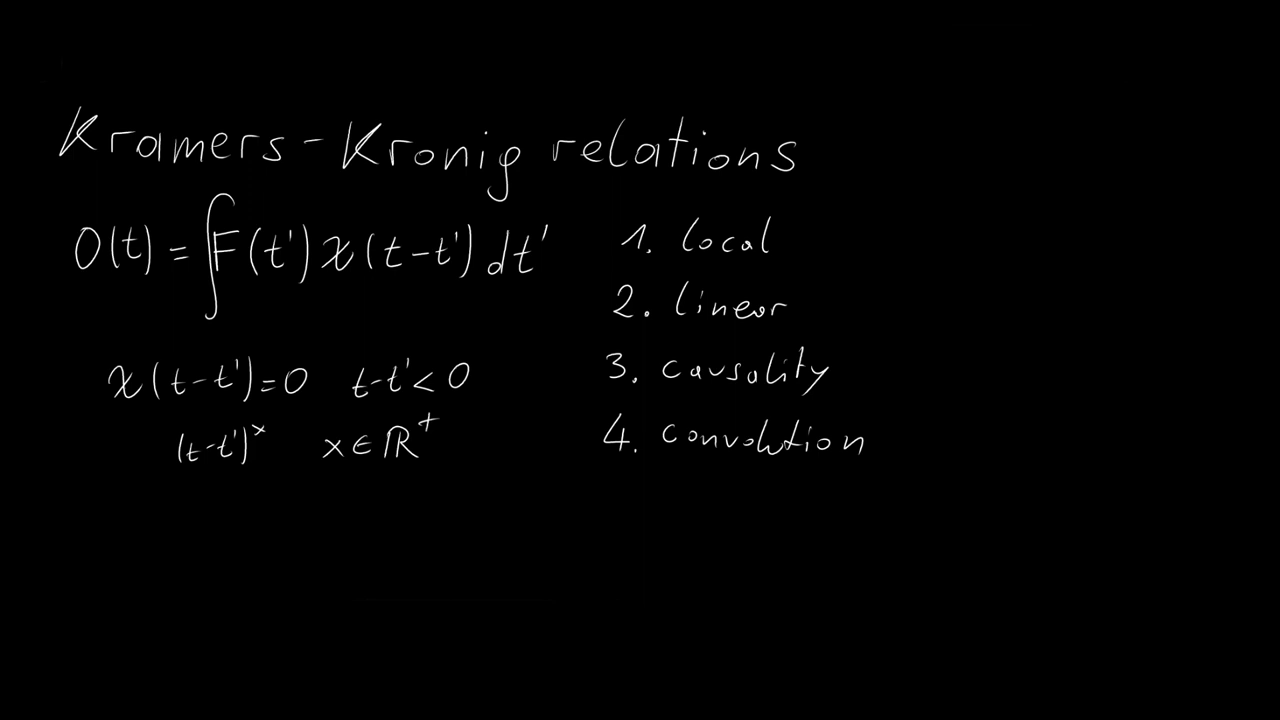 Kramers - Kronig relations
O(t) = ∫F(t')χ(t-t')dt'
1. local
2. linear
χ(t-t')=0 t-t'<0
3. causality
(t-t')^x x∈ℝ^+
4. convolution